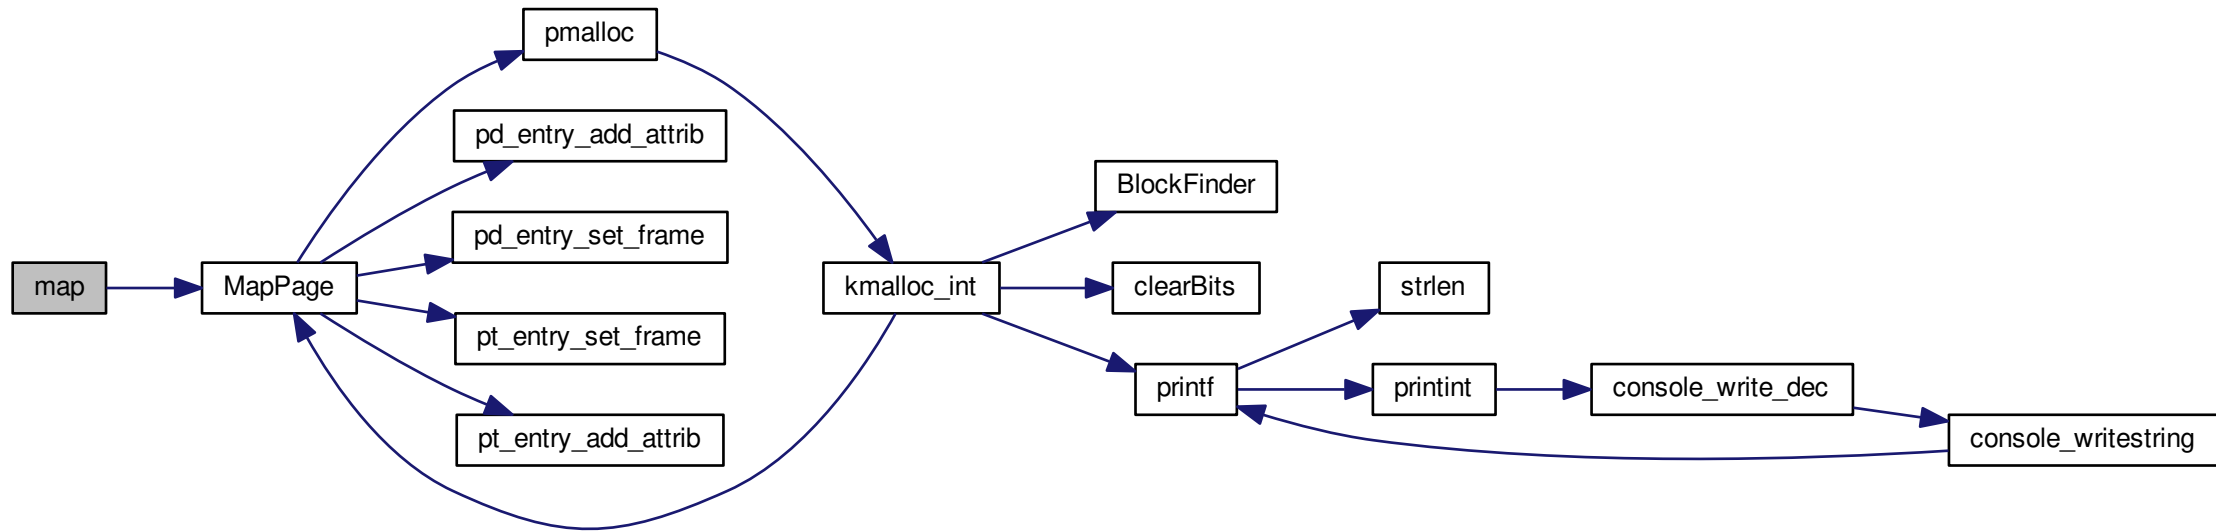 map
MapPage
pmalloc
pd_entry_add_attrib
pd_entry_set_frame
pt_entry_set_frame
pt_entry_add_attrib
kmalloc_int
BlockFinder
clearBits
printf
strlen
printint
console_write_dec
console_writestring